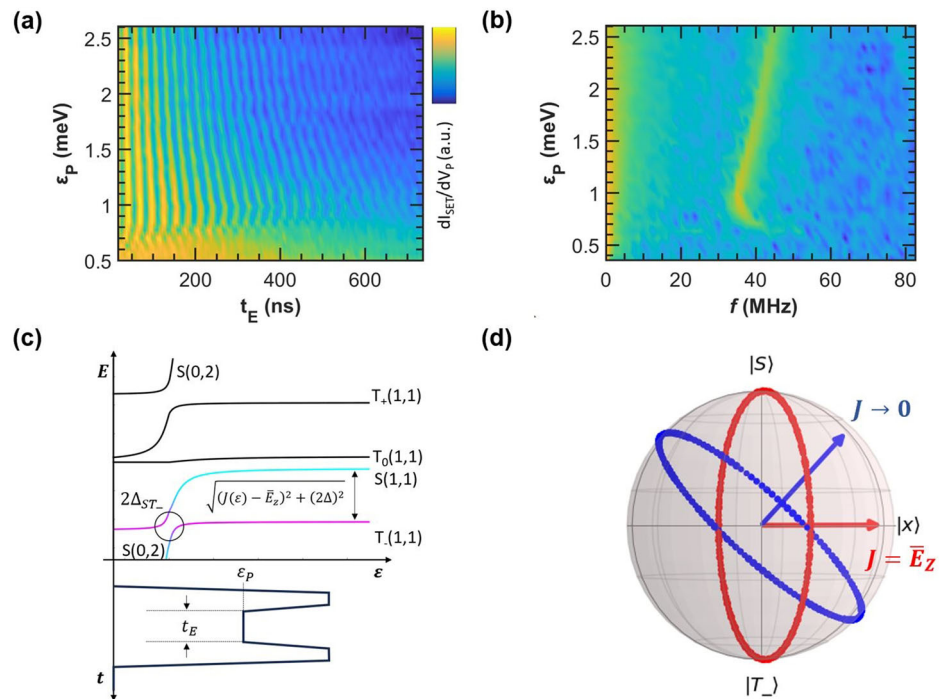 (a)
2.5
2
1.5
1
0.5
ε_P (meV)
200 400 600
t_E (ns)
dI_SET/dV_P (a.u.)
(b)
2.5
2
1.5
1
0.5
ε_P (meV)
0 20 40 60 80
f (MHz)
(c)
E
S(0,2)
T_+(1,1)
T_0(1,1)
S(1,1)
√((J(ε) − E̅_Z)² + (2Δ)²)
2Δ_ST_−
T_-(1,1)
S(0,2)
ε
ε_P
t_E
t
(d)
|S⟩
J → 0
|x⟩
J = E̅_Z
|T_−⟩